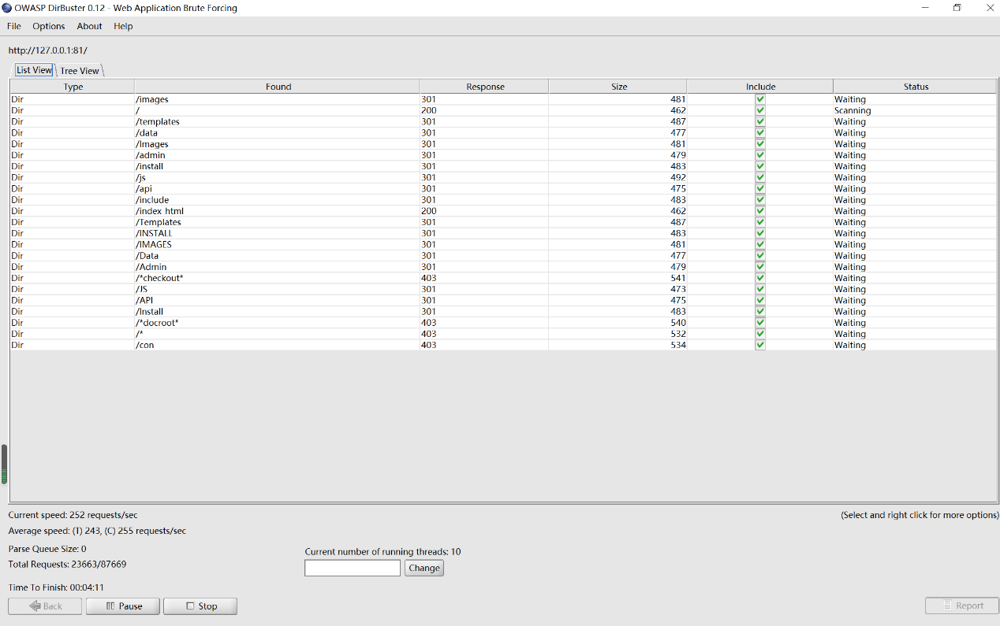 OWASP DirBuster 0.12 - Web Application Brute Forcing
File Options About Help
http://127.0.0.1:81/
List View Tree View
Type Found Response Size Include Status
Dir /images 301 481 Waiting
Dir / 200 462 Scanning
Dir /templates 301 487 Waiting
Dir /data 301 477 Waiting
Dir /Images 301 481 Waiting
Dir /admin 301 479 Waiting
Dir /install 301 483 Waiting
Dir /js 301 492 Waiting
Dir /api 301 475 Waiting
Dir /include 301 483 Waiting
Dir /index html 200 462 Waiting
Dir /Templates 301 487 Waiting
Dir /INSTALL 301 483 Waiting
Dir /IMAGES 301 481 Waiting
Dir /Data 301 477 Waiting
Dir /Admin 301 479 Waiting
Dir /*checkout* 403 541 Waiting
Dir /JS 301 473 Waiting
Dir /API 301 475 Waiting
Dir /Install 301 483 Waiting
Dir /*docroot* 403 540 Waiting
Dir /* 403 532 Waiting
Dir /con 403 534 Waiting
Current speed: 252 requests/sec
(Select and right click for more options)
Average speed: (T) 243, (C) 255 requests/sec
Parse Queue Size: 0
Current number of running threads: 10
Total Requests: 23663/87669
Change
Time To Finish: 00:04:11
Back Pause Stop Report